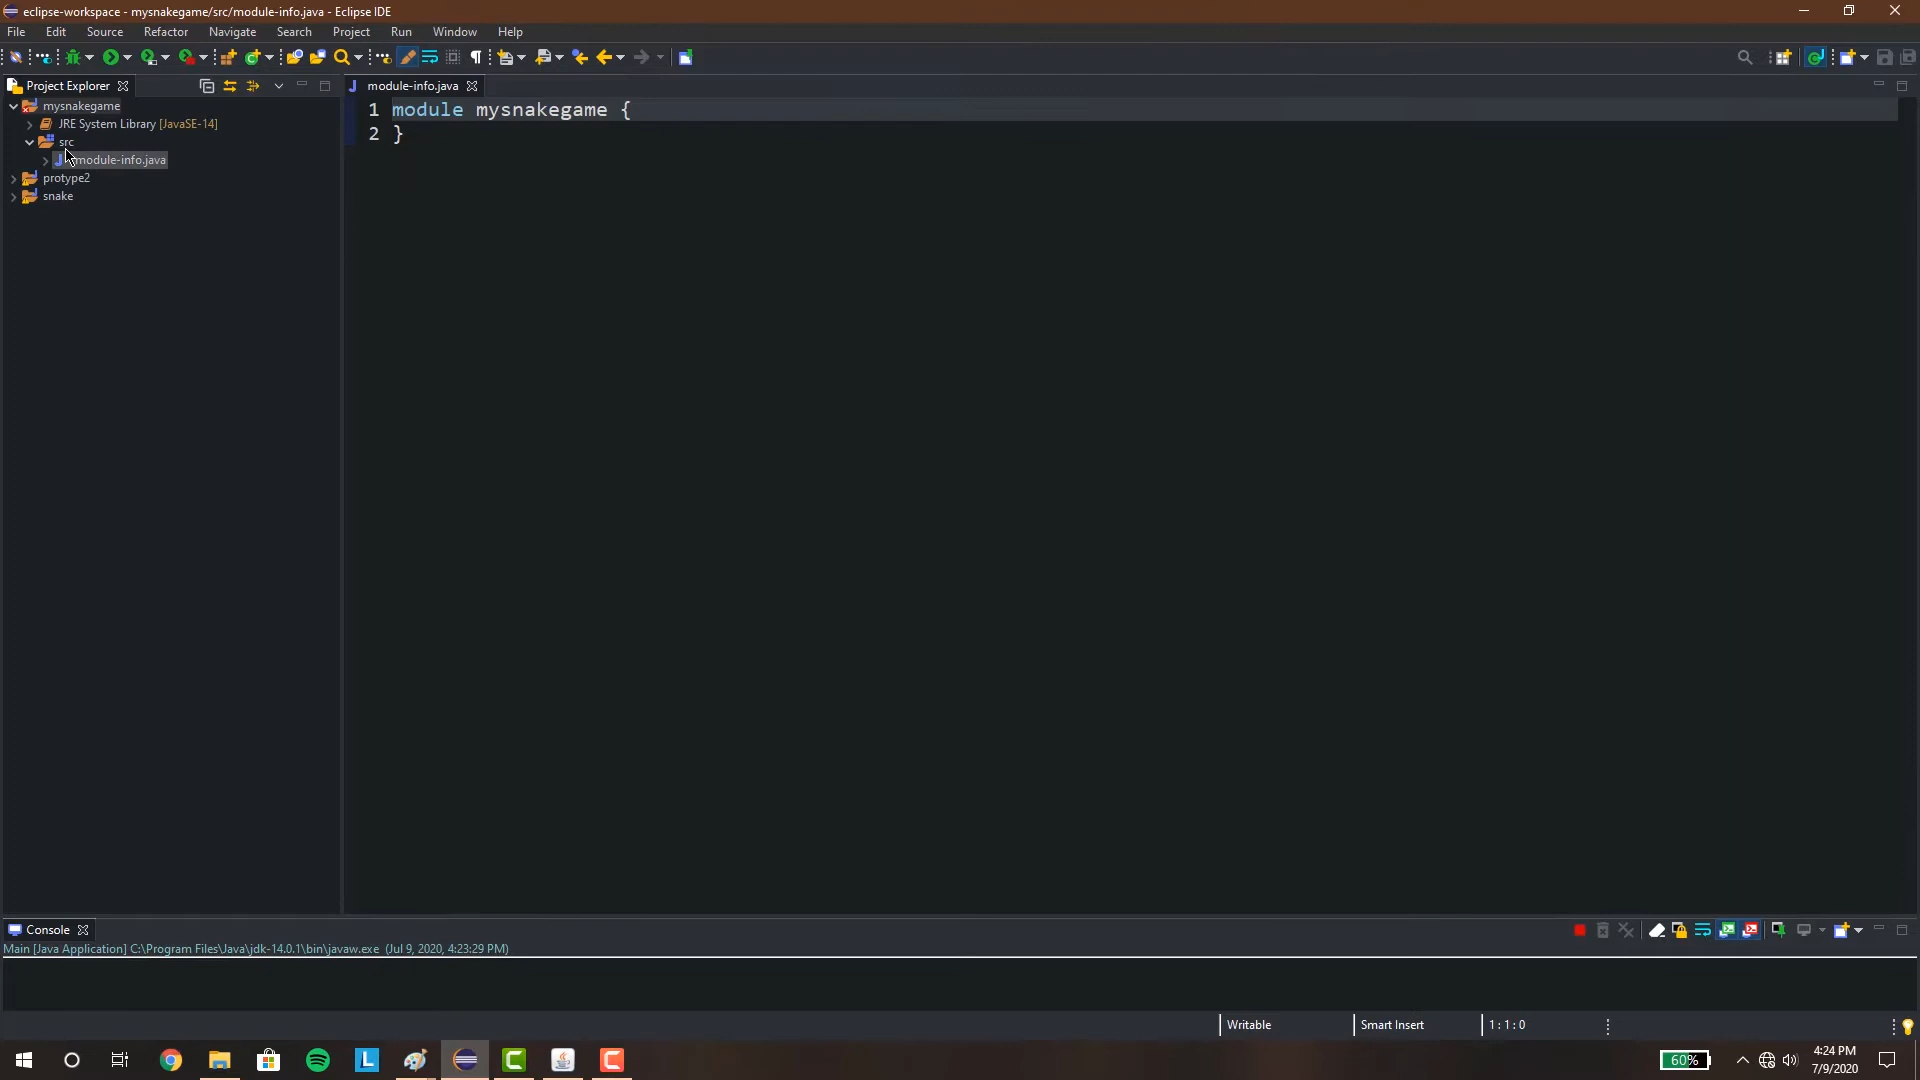 eclipse-workspace - mysnakegame/src/module-info.java - Eclipse IDE
File Edit Source Refactor Navigate Search Project Run Window Help
Project Explorer
module-info.java
mysnakegame
JRE System Library [JavaSE-14]
src
module-info.java
protype2
snake
1 module mysnakegame {
2 }
Console
Main [Java Application] C:\Program Files\Java\jdk-14.0.1\bin\javaw.exe (Jul 9, 2020, 4:23:29 PM)
Writable Smart Insert 1 : 1 : 0
60%
4:24 PM
7/9/2020